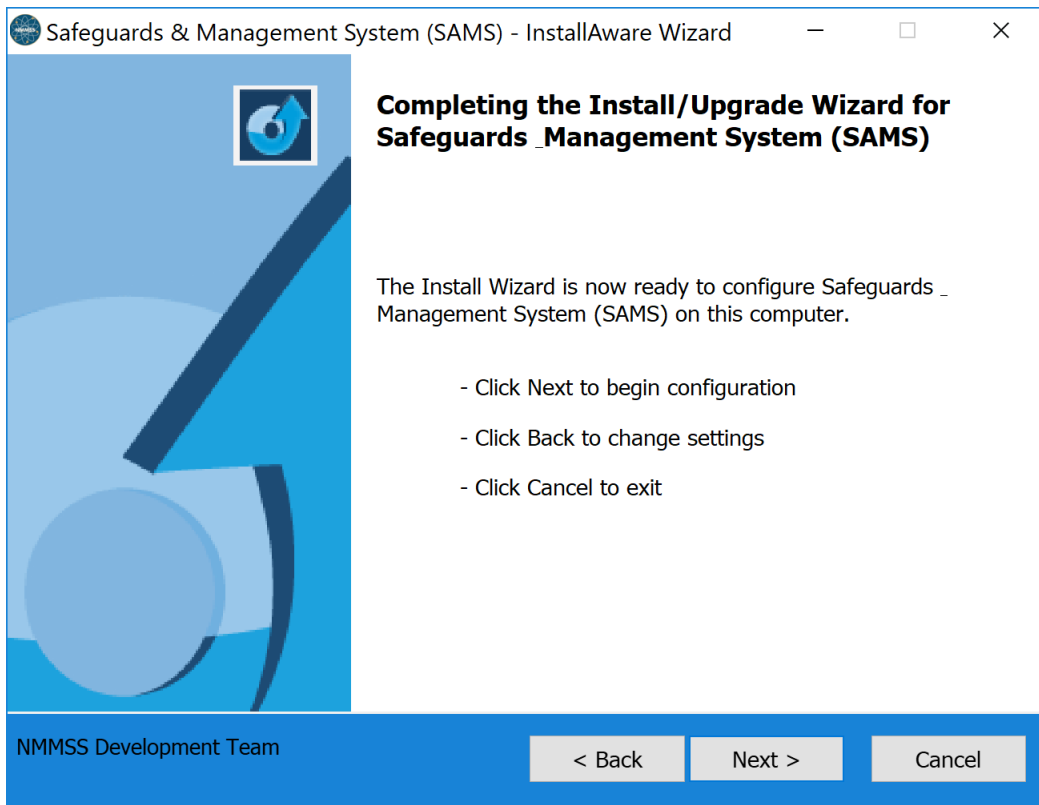 Safeguards & Management System (SAMS) - InstallAware Wizard
Completing the Install/Upgrade Wizard for
Safeguards _Management System (SAMS)
The Install Wizard is now ready to configure Safeguards _
Management System (SAMS) on this computer.
- Click Next to begin configuration
- Click Back to change settings
- Click Cancel to exit
NMMSS Development Team
< Back
Next >
Cancel